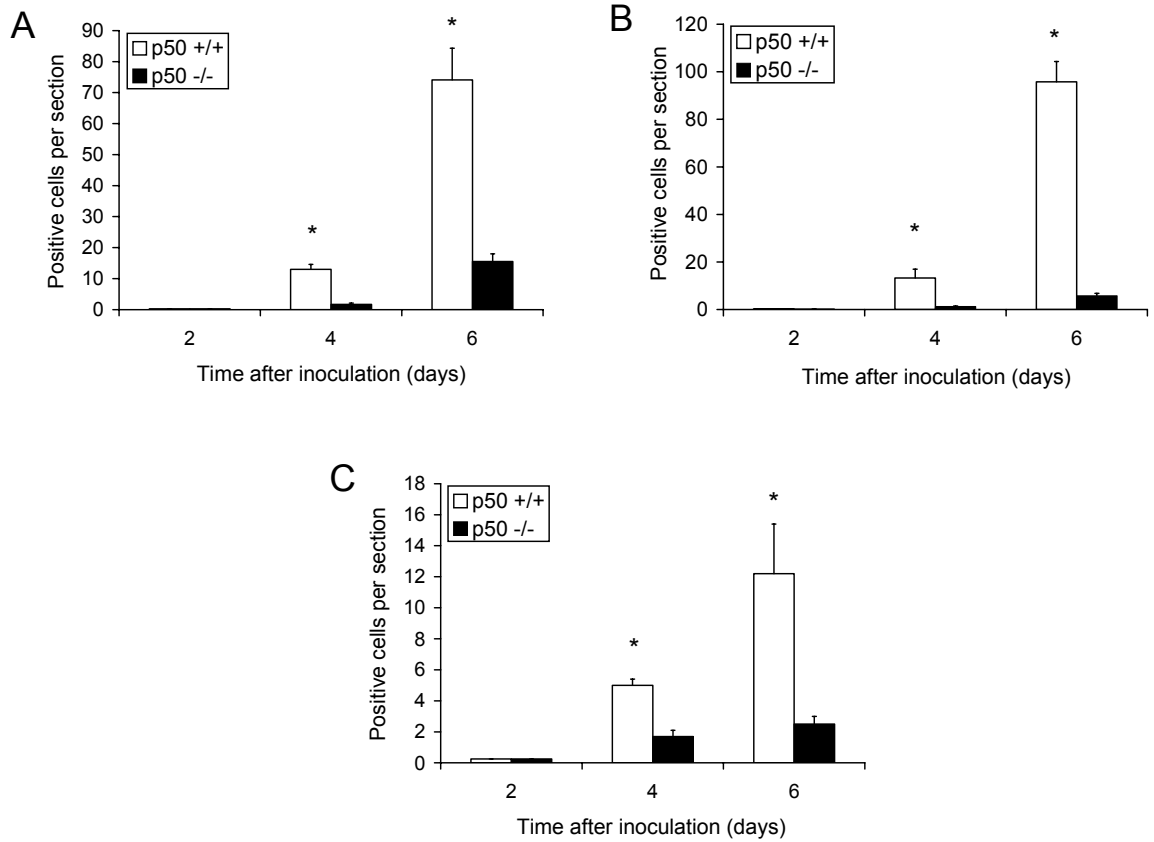 A
p50 +/+
p50 -/-
Positive cells per section
90
80
70
60
50
40
30
20
10
0
*
*
2 4 6
Time after inoculation (days)
B
p50 +/+
p50 -/-
Positive cells per section
120
100
80
60
40
20
0
*
*
2 4 6
Time after inoculation (days)
C
p50 +/+
p50 -/-
Positive cells per section
18
16
14
12
10
8
6
4
2
0
*
*
2 4 6
Time after inoculation (days)